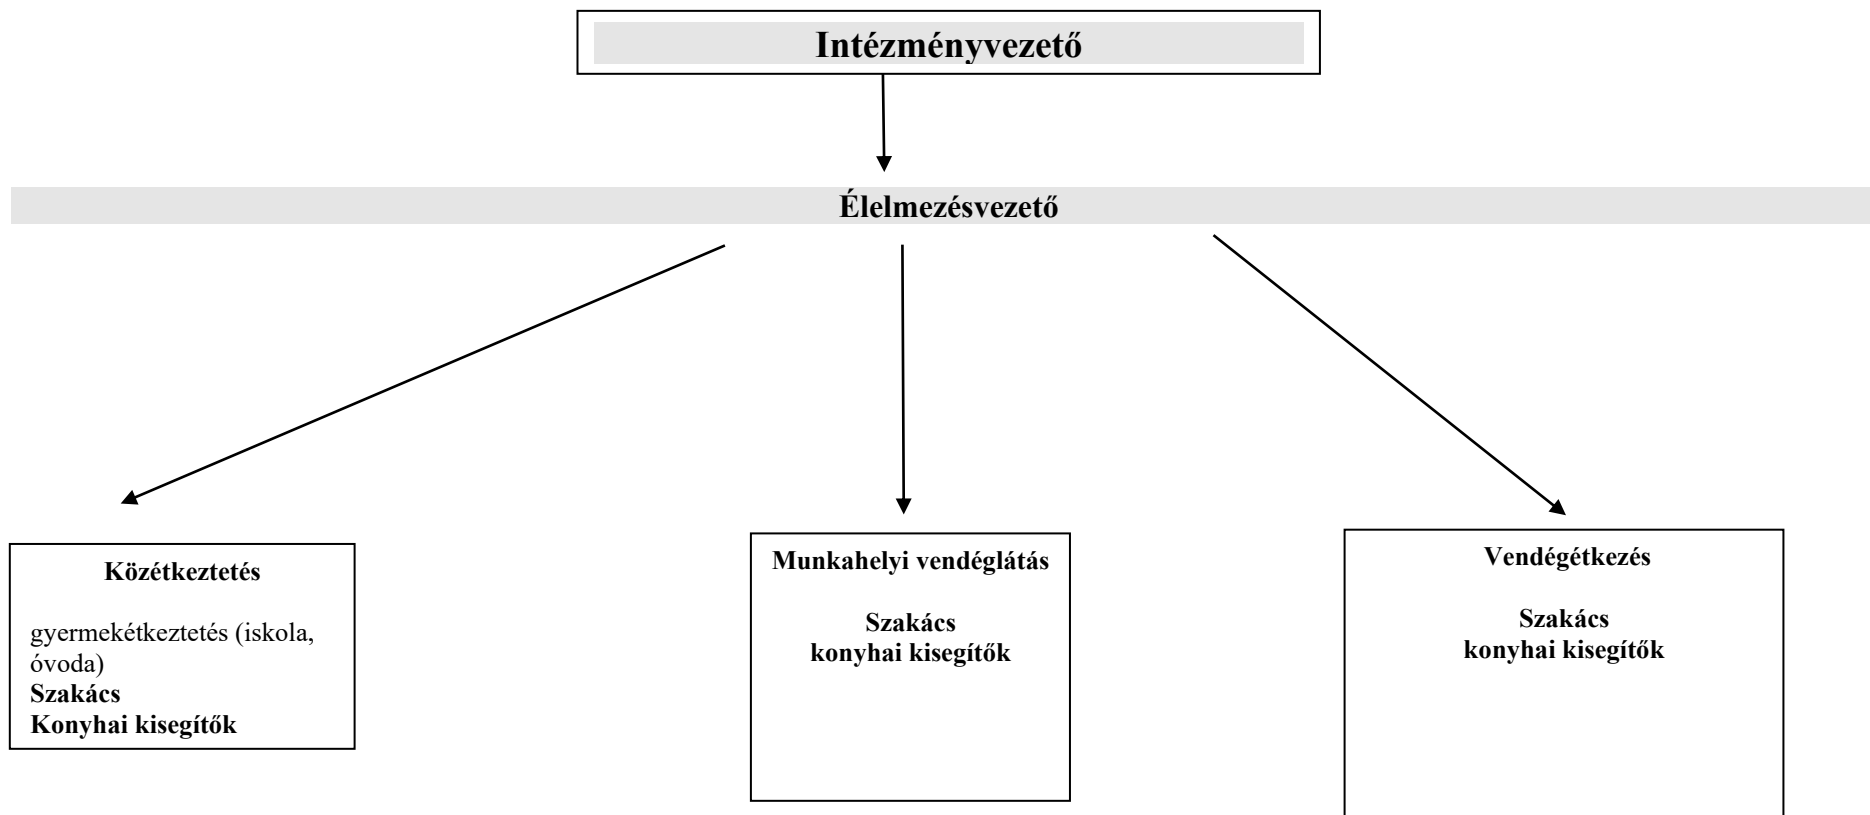 Intézményvezető
Élelmezésvezető
Közétkeztetés
gyermekétkeztetés (iskola,
óvoda)
Szakács
Konyhai kisegítők
Munkahelyi vendéglátás
Szakács
konyhai kisegítők
Vendégétkezés
Szakács
konyhai kisegítők